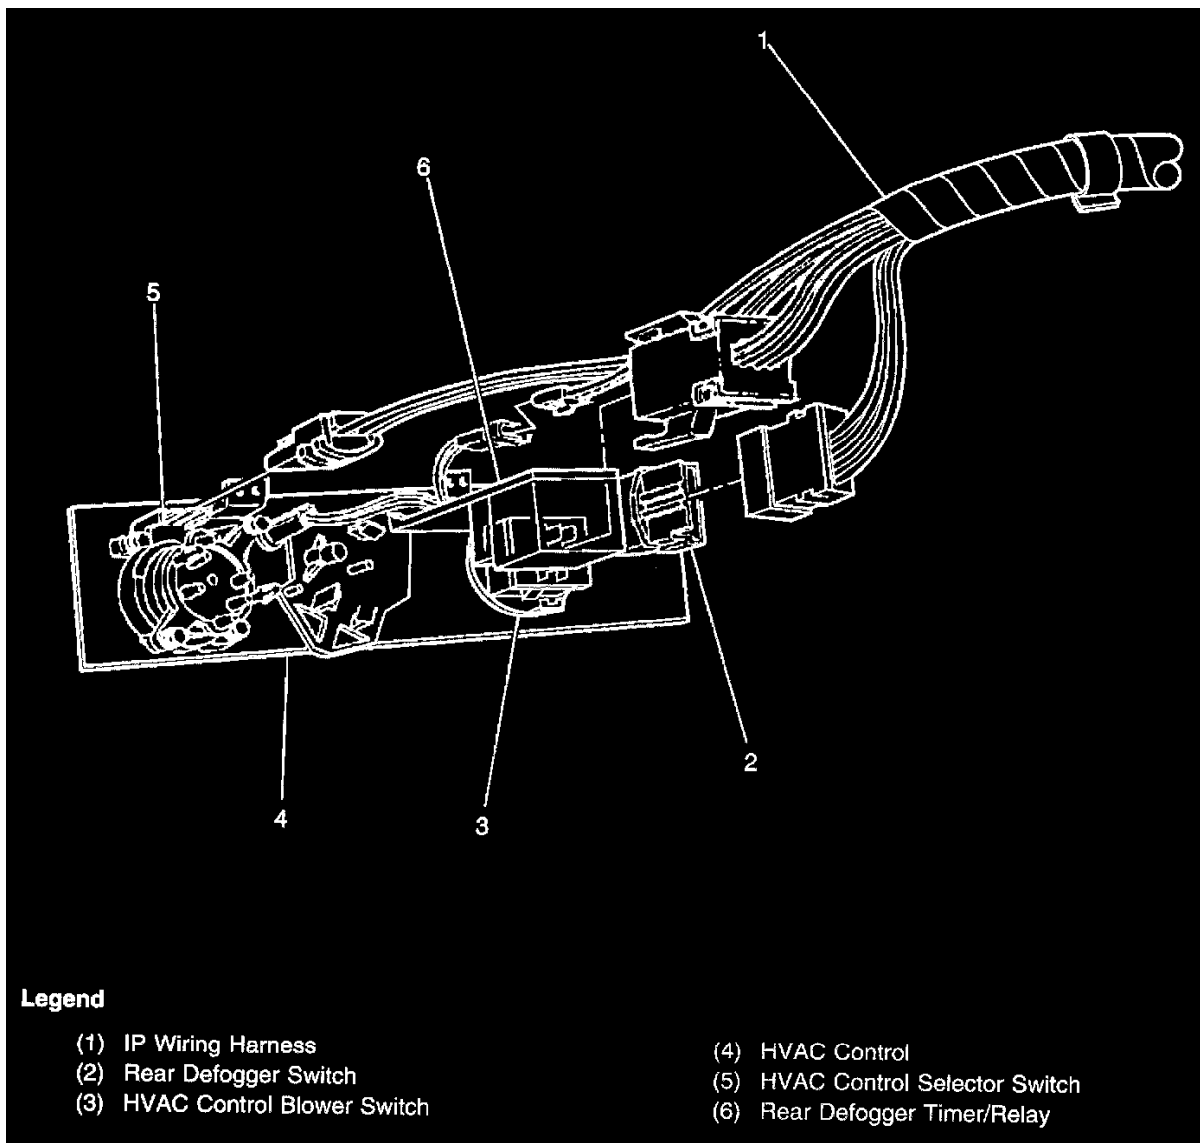 1
6
5
2
4
3
Legend
(1) IP Wiring Harness
(2) Rear Defogger Switch
(3) HVAC Control Blower Switch
(4) HVAC Control
(5) HVAC Control Selector Switch
(6) Rear Defogger Timer/Relay